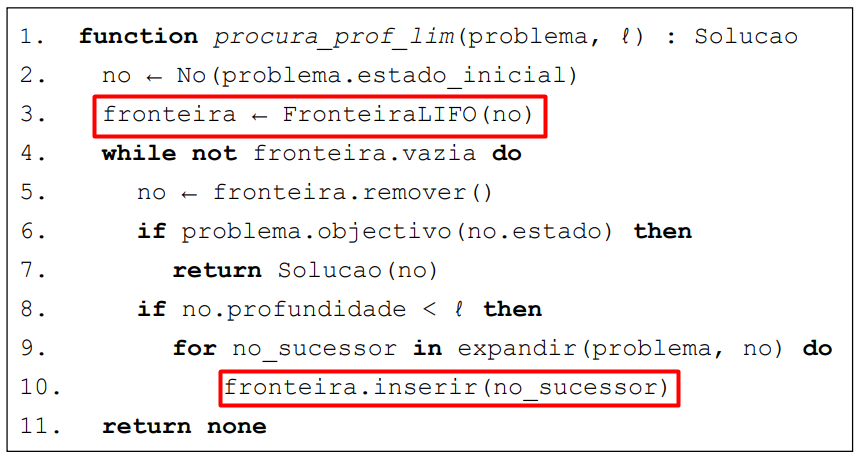 1. function procura_prof_lim(problema, ℓ) : Solucao
2. no ← No(problema.estado_inicial)
3. fronteira ← FronteiraLIFO(no)
4. while not fronteira.vazia do
5. no ← fronteira.remover()
6. if problema.objectivo(no.estado) then
7. return Solucao(no)
8. if no.profundidade < ℓ then
9. for no_sucessor in expandir(problema, no) do
10. fronteira.inserir(no_sucessor)
11. return none